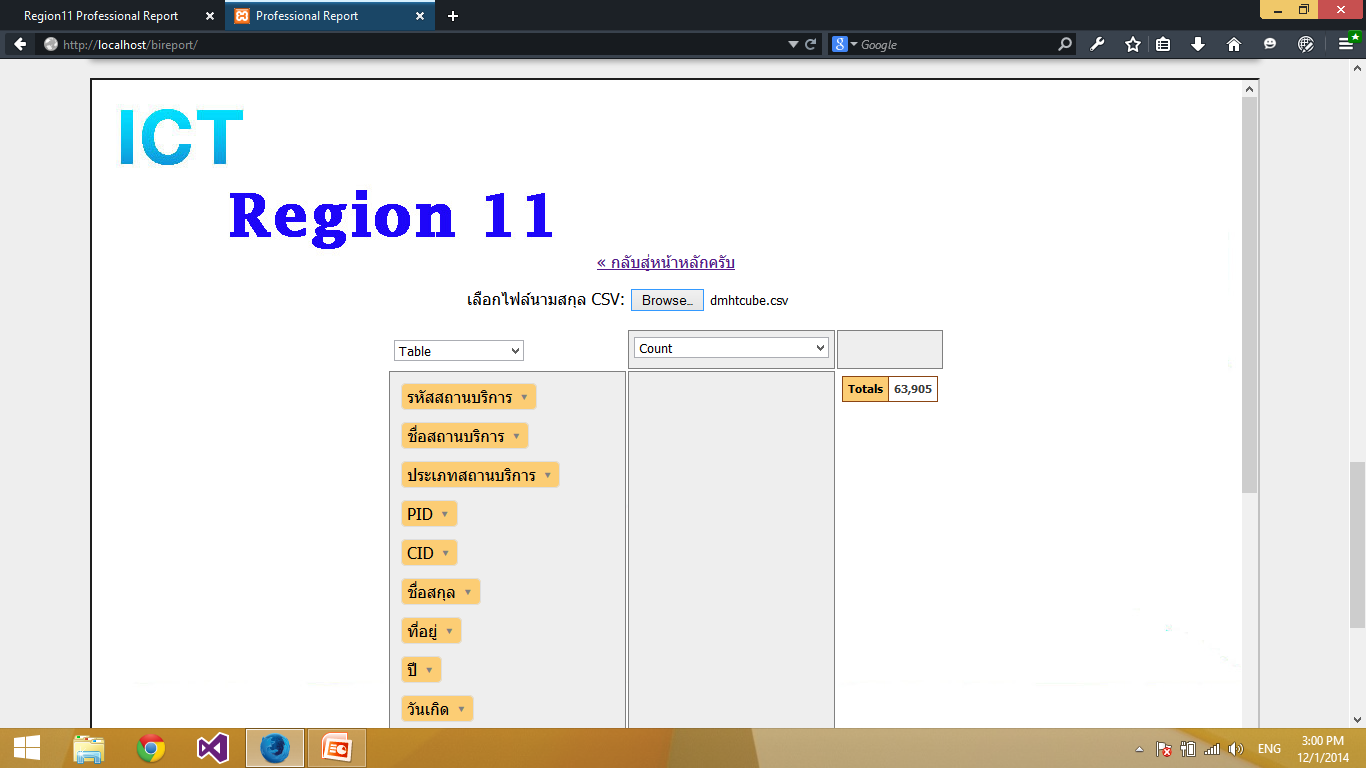 Region11 Professional Report
Professional Report
http://localhost/bireport/
Google
ICT
Region 11
« กลับสู่หน้าหลักครับ
เลือกไฟล์นามสกุล CSV: Browse_ dmhtcube.csv
Table
Count
Totals 63,905
รหัสสถานบริการ
ชื่อสถานบริการ
ประเภทสถานบริการ
PID
CID
ชื่อสกุล
ที่อยู่
ปี
วันเกิด
ENG
3:00 PM
12/1/2014